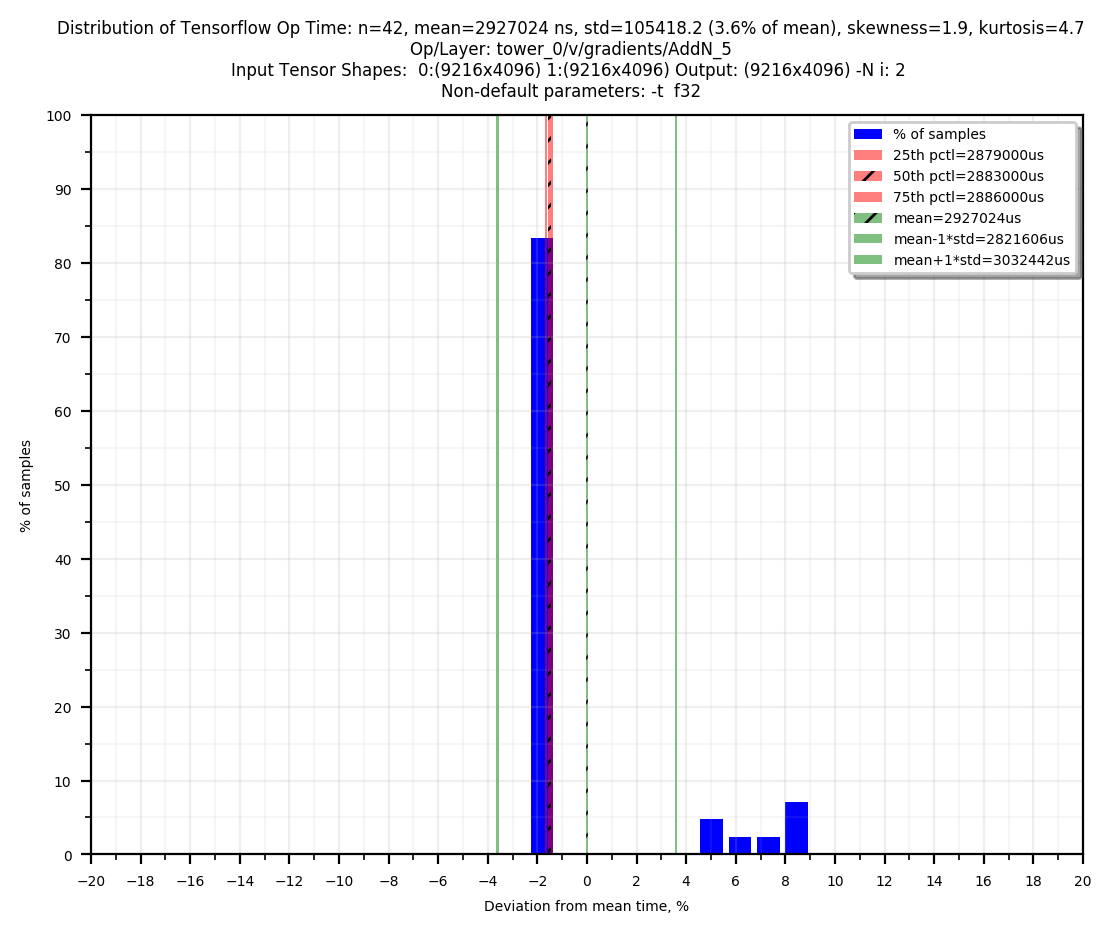 Distribution of Tensorflow Op Time: n=42, mean=2927024 ns, std=105418.2 (3.6% of mean), skewness=1.9, kurtosis=4.7
Op/Layer: tower_0/v/gradients/AddN_5
Input Tensor Shapes:  0:(9216x4096) 1:(9216x4096) Output: (9216x4096) -N i: 2
Non-default parameters: -t  f32
100
90
80
70
60
50
40
30
20
10
0
% of samples
% of samples
25th pctl=2879000us
50th pctl=2883000us
75th pctl=2886000us
mean=2927024us
mean-1*std=2821606us
mean+1*std=3032442us
−20 −18 −16 −14 −12 −10 −8 −6 −4 −2 0 2 4 6 8 10 12 14 16 18 20
Deviation from mean time, %